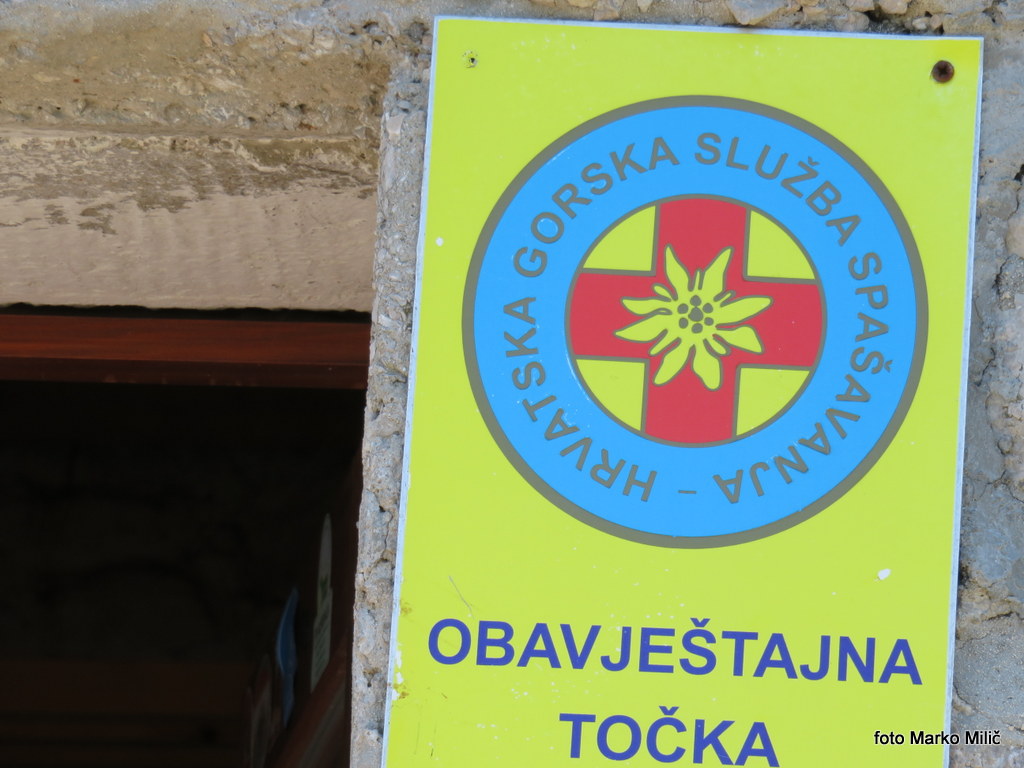 HRVATSKA GORSKA SLUŽBA SPAŠAVANJA -
OBAVJEŠTAJNA
TOČKA
foto Marko Milič